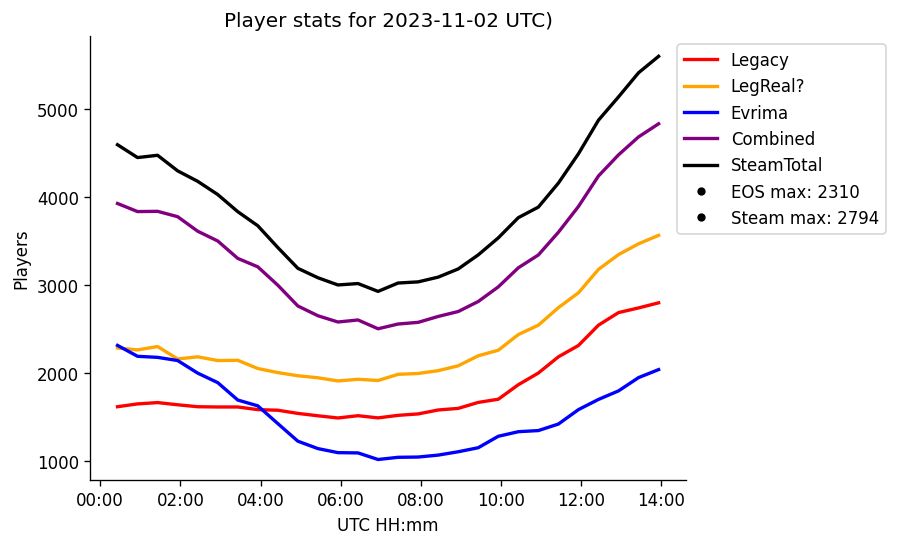 Player stats for 2023-11-02 UTC)
Legacy
LegReal?
Evrima
Combined
SteamTotal
EOS max: 2310
Steam max: 2794
Players
5000
4000
3000
2000
1000
00:00 02:00 04:00 06:00 08:00 10:00 12:00 14:00
UTC HH:mm